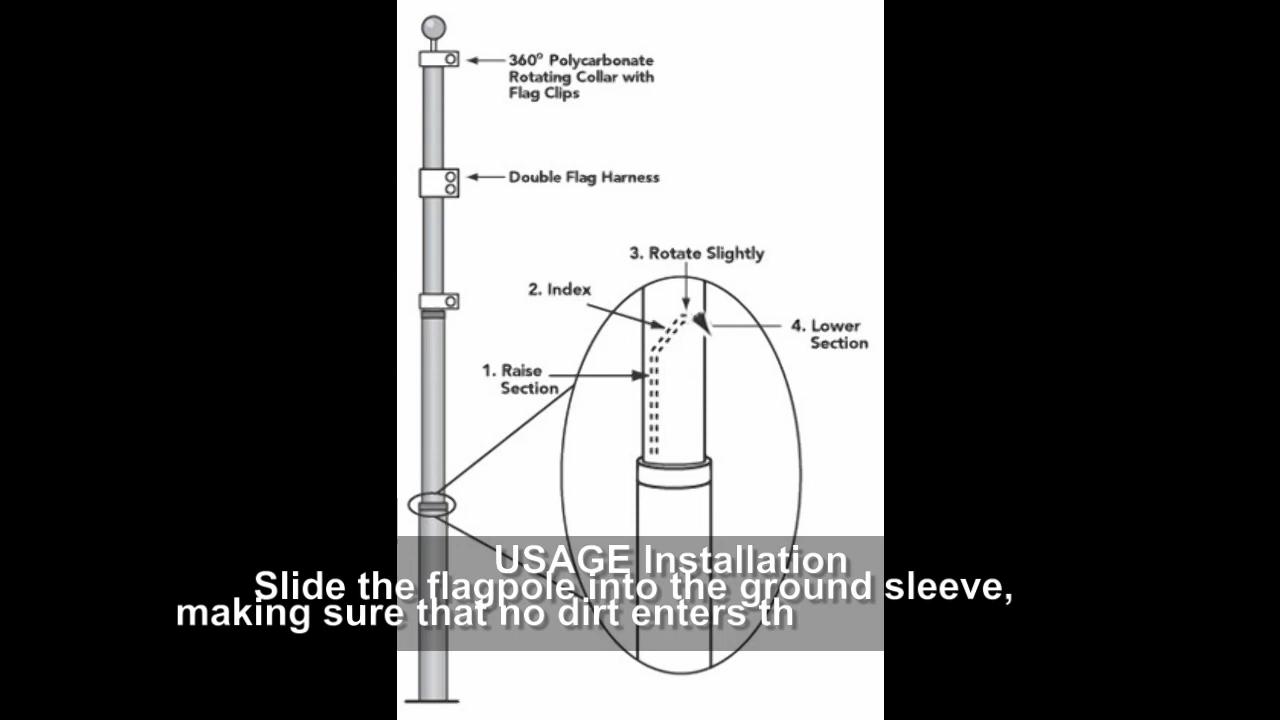 360° Polycarbonate
Rotating Collar with
Flag Clips
Double Flag Harness
3. Rotate Slightly
2. Index
4. Lower
Section
1. Raise
Section
USAGE Installation
Slide the flagpole into the ground sleeve,
making sure that no dirt enters th